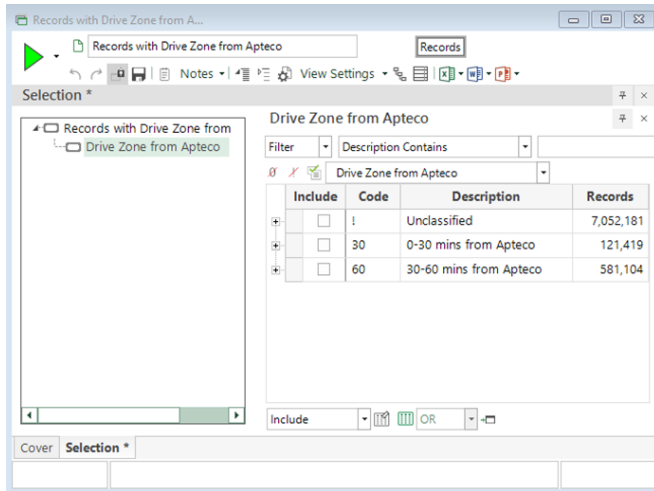 Records with Drive Zone from A...
Records with Drive Zone from Apteco
Records
Notes
View Settings
Selection *
Records with Drive Zone from
Drive Zone from Apteco
Drive Zone from Apteco
Filter
Description Contains
Drive Zone from Apteco
Include Code Description Records
! Unclassified 7,052,181
30 0-30 mins from Apteco 121,419
60 30-60 mins from Apteco 581,104
Include
OR
Cover Selection *